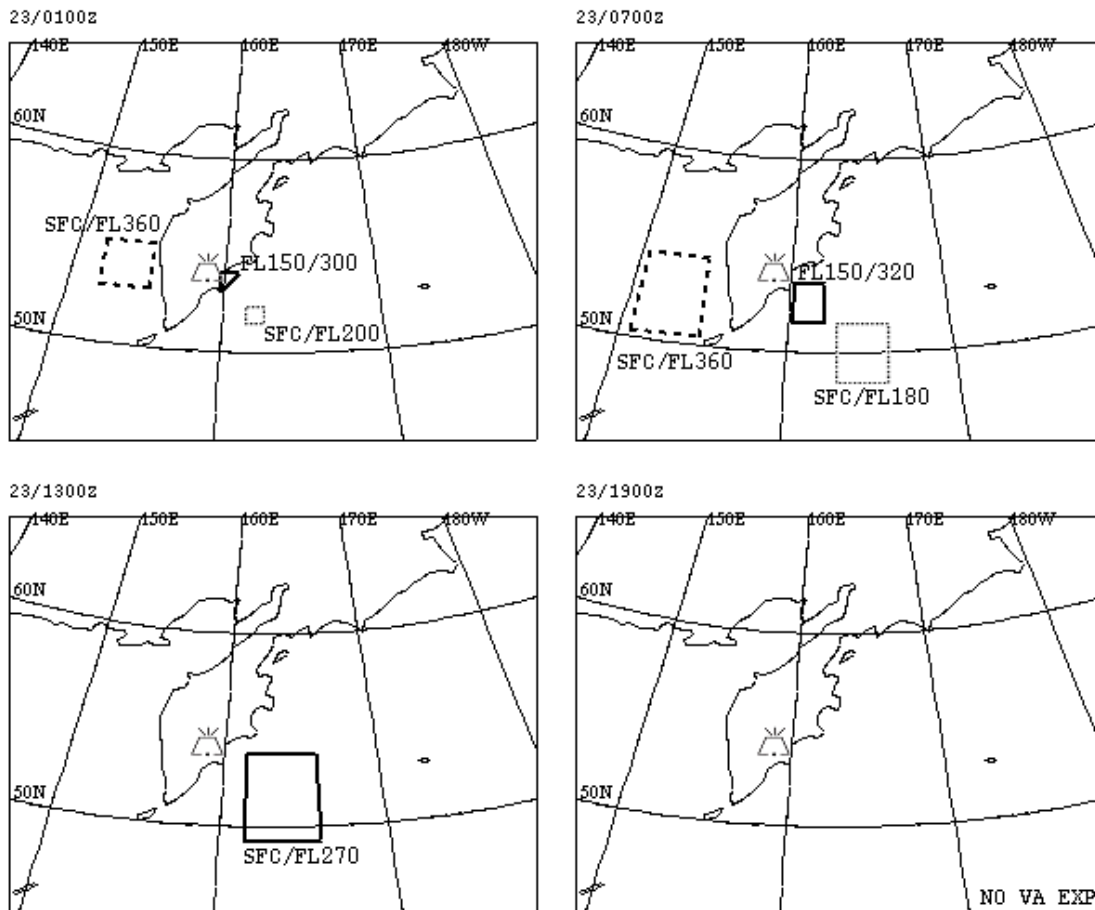 23/0100z
140E 150E 160E 170E 180W
60N
SFC/FL360
FL150/300
50N
SFC/FL200
23/0700z
140E 150E 160E 170E 180W
60N
FL150/320
50N
SFC/FL360
SFC/FL180
23/1300z
140E 150E 160E 170E 180W
60N
50N
SFC/FL270
23/1900z
140E 150E 160E 170E 180W
60N
50N
NO VA EXP